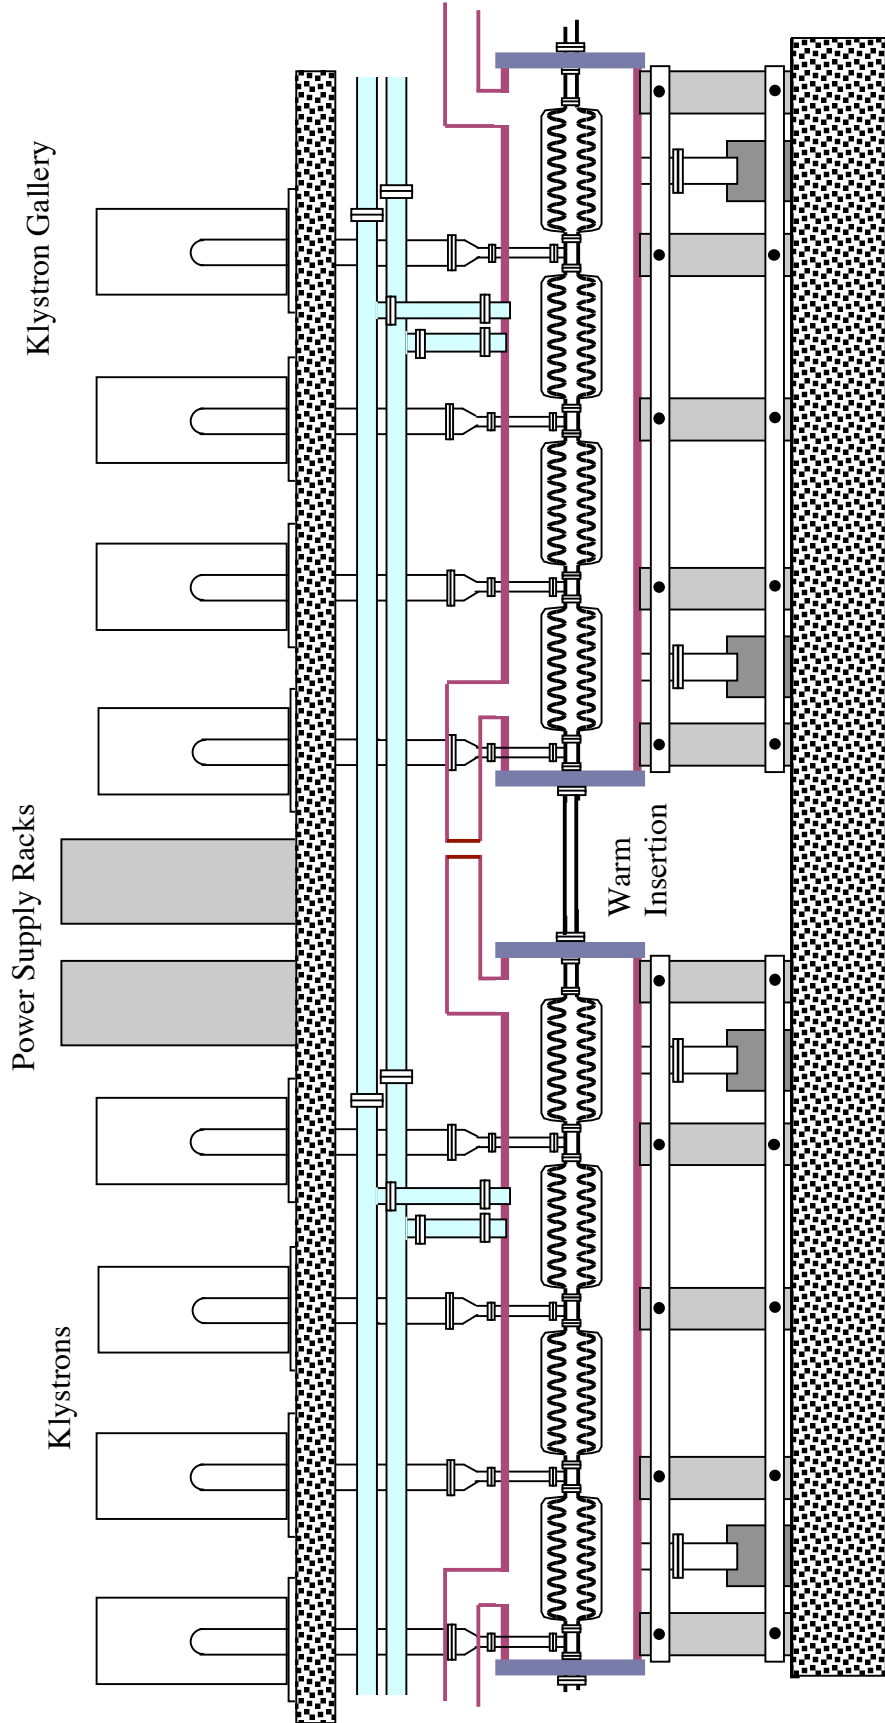 Klystrons
Power Supply Racks
Klystron Gallery
Warm
Insertion